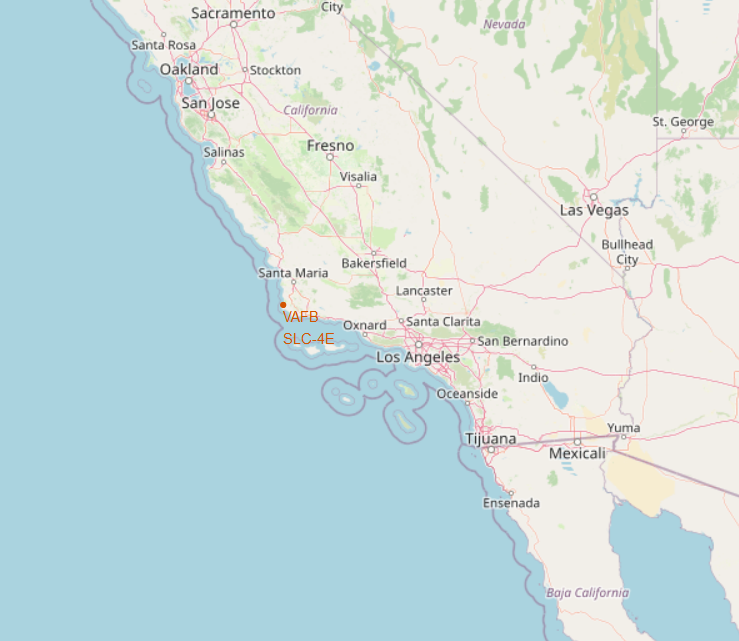 City
Sacramento
Nevada
Santa Rosa
Oakland
Stockton
San Jose
California
St. George
Salinas
Fresno
Visalia
Las Vegas
Bullhead
City
Bakersfield
Santa Maria
Lancaster
VAFB
SLC-4E
Oxnard
Santa Clarita
San Bernardino
Los Angeles
Indio
Oceanside
Yuma
Tijuana
Mexicali
Ensenada
Baja California